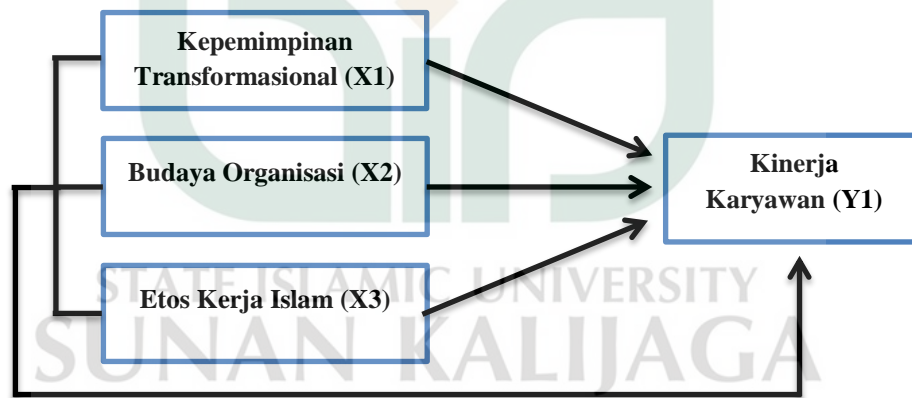 Kepemimpinan
Transformasional (X1)
Budaya Organisasi (X2)
Kinerja
Karyawan (Y1)
Etos Kerja Islam (X3)
STATE ISLAMIC UNIVERSITY
SUNAN KALIJAGA